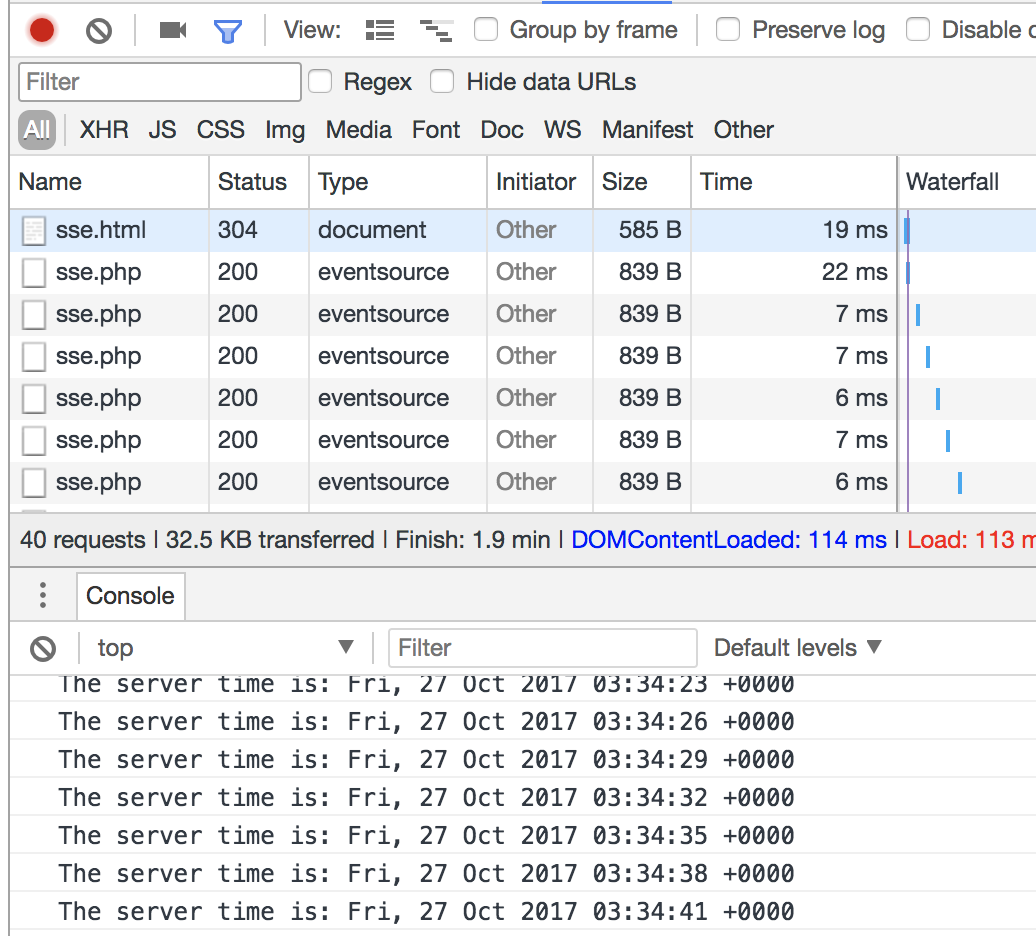 View: Group by frame Preserve log Disable
Filter Regex Hide data URLs
All XHR JS CSS Img Media Font Doc WS Manifest Other
Name Status Type Initiator Size Time Waterfall
sse.html 304 document Other 585 B 19 ms
sse.php 200 eventsource Other 839 B 22 ms
sse.php 200 eventsource Other 839 B 7 ms
sse.php 200 eventsource Other 839 B 7 ms
sse.php 200 eventsource Other 839 B 6 ms
sse.php 200 eventsource Other 839 B 7 ms
sse.php 200 eventsource Other 839 B 6 ms
40 requests | 32.5 KB transferred | Finish: 1.9 min | DOMContentLoaded: 114 ms | Load: 113 m
Console
top Filter Default levels
The server time is: Fri, 27 Oct 2017 03:34:23 +0000
The server time is: Fri, 27 Oct 2017 03:34:26 +0000
The server time is: Fri, 27 Oct 2017 03:34:29 +0000
The server time is: Fri, 27 Oct 2017 03:34:32 +0000
The server time is: Fri, 27 Oct 2017 03:34:35 +0000
The server time is: Fri, 27 Oct 2017 03:34:38 +0000
The server time is: Fri, 27 Oct 2017 03:34:41 +0000